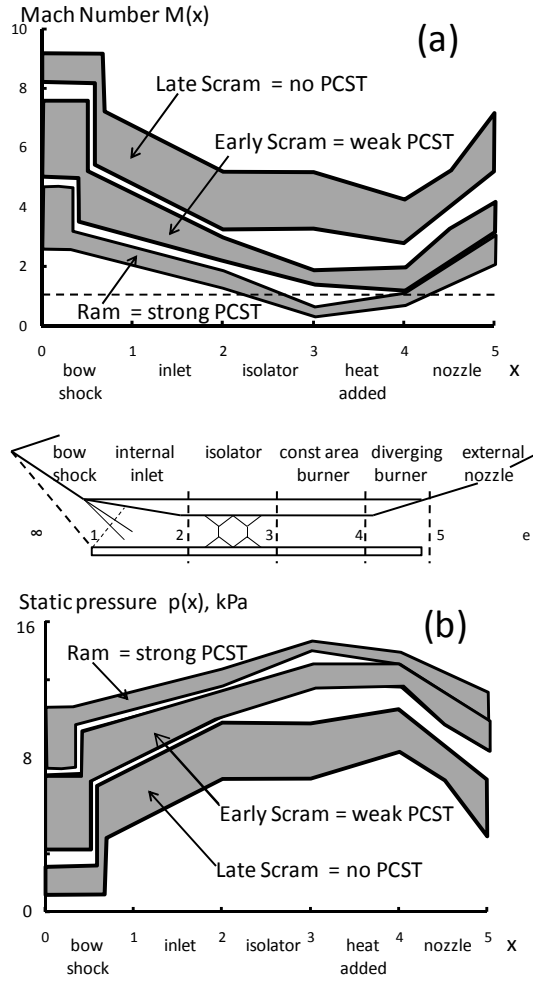 Mach Number M(x)
(a)
10
8
6
4
2
0
Late Scram = no PCST
Early Scram = weak PCST
Ram = strong PCST
0 1 2 3 4 5
bow shock inlet isolator heat added nozzle x
bow shock internal inlet isolator const area burner diverging burner external nozzle
∞ 1 2 3 4 5 e
Static pressure p(x), kPa
(b)
16
8
0
Ram = strong PCST
Early Scram = weak PCST
Late Scram = no PCST
0 1 2 3 4 5
bow shock inlet isolator heat added nozzle x